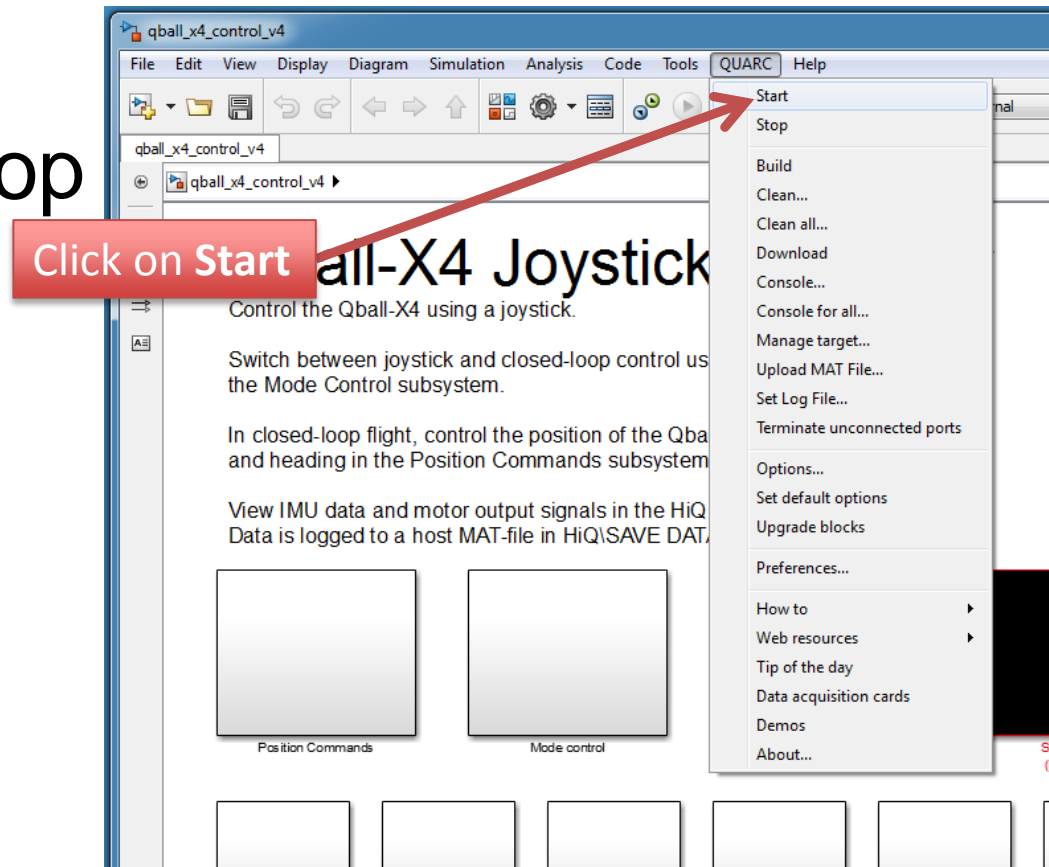 qball_x4_control_v4
File Edit View Display Diagram Simulation Analysis Code Tools QUARC Help
qball_x4_control_v4
qball_x4_control_v4
op
Click on Start
all-X4 Joystick
Control the Qball-X4 using a joystick.
Switch between joystick and closed-loop control us
the Mode Control subsystem.
In closed-loop flight, control the position of the Qba
and heading in the Position Commands subsystem
View IMU data and motor output signals in the HiQ
Data is logged to a host MAT-file in HiQ\SAVE DAT
Position Commands
Mode control
Start
Stop
Build
Clean...
Clean all...
Download
Console...
Console for all...
Manage target...
Upload MAT File...
Set Log File...
Terminate unconnected ports
Options...
Set default options
Upgrade blocks
Preferences...
How to
Web resources
Tip of the day
Data acquisition cards
Demos
About...
nal
S
(